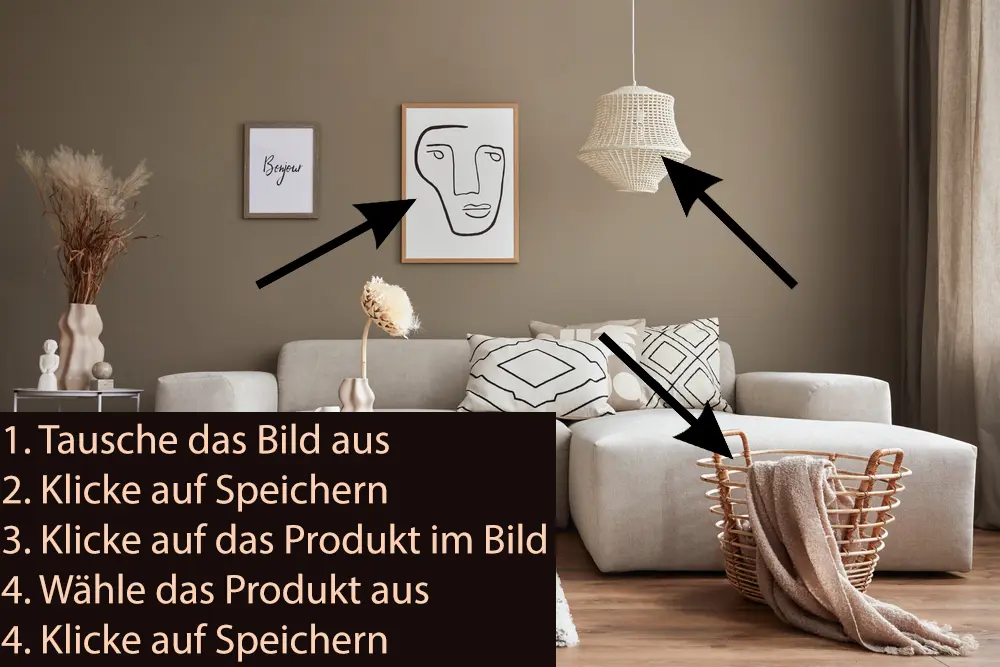 Bonjour
1. Tausche das Bild aus
2. Klicke auf Speichern
3. Klicke auf das Produkt im Bild
4. Wähle das Produkt aus
4. Klicke auf Speichern